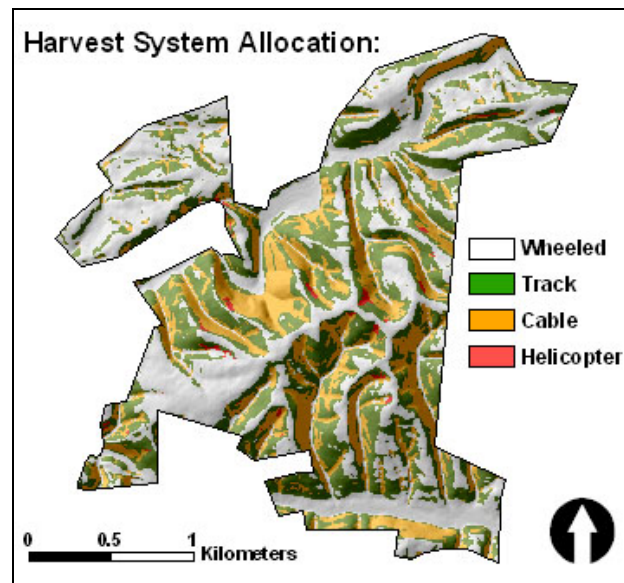 Harvest System Allocation:
Wheeled
Track
Cable
Helicopter
0 0.5 1
Kilometers